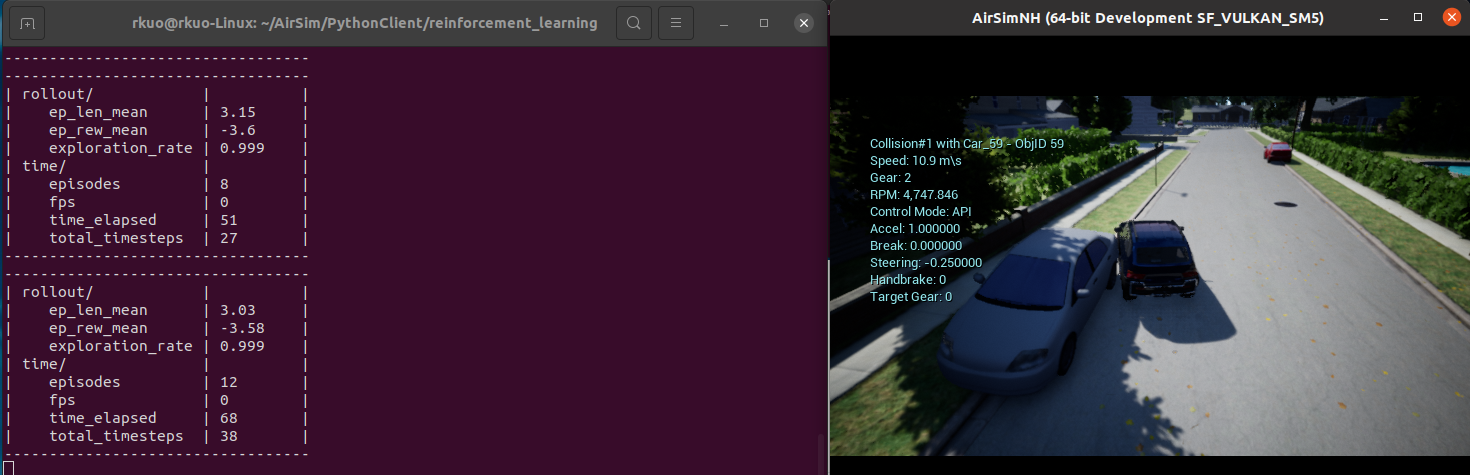 rkuo@rkuo-Linux: ~/AirSim/PythonClient/reinforcement_learning
----------------------------------
----------------------------------
| rollout/            |          |
|    ep_len_mean      | 3.15     |
|    ep_rew_mean      | -3.6     |
|    exploration_rate | 0.999    |
| time/               |          |
|    episodes         | 8        |
|    fps              | 0        |
|    time_elapsed     | 51       |
|    total_timesteps  | 27       |
----------------------------------
----------------------------------
| rollout/            |          |
|    ep_len_mean      | 3.03     |
|    ep_rew_mean      | -3.58    |
|    exploration_rate | 0.999    |
| time/               |          |
|    episodes         | 12       |
|    fps              | 0        |
|    time_elapsed     | 68       |
|    total_timesteps  | 38       |
----------------------------------
AirSimNH (64-bit Development SF_VULKAN_SM5)
Collision#1 with Car_59 - ObjID 59
Speed: 10.9 m\s
Gear: 2
RPM: 4,747.846
Control Mode: API
Accel: 1.000000
Break: 0.000000
Steering: -0.250000
Handbrake: 0
Target Gear: 0